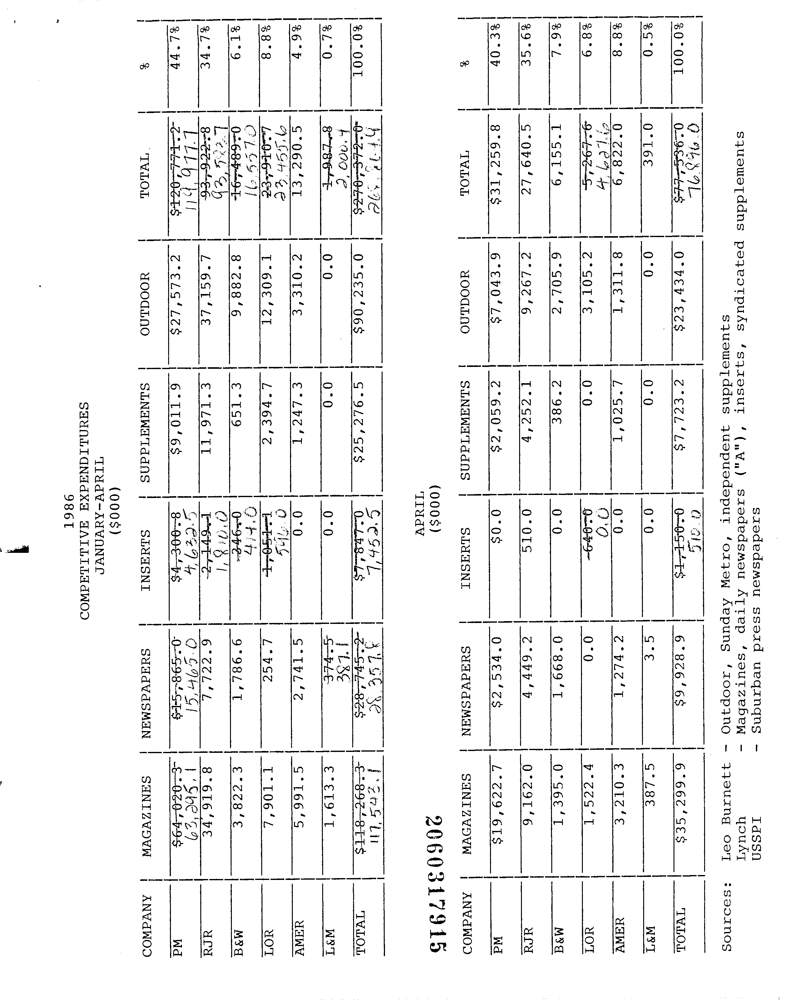 1986
COMPETITIVE EXPENDITURES
JANUARY-APRIL
($000)
COMPANY MAGAZINES NEWSPAPERS INSERTS SUPPLEMENTS OUTDOOR TOTAL %
PM $64,020.3 $15,865.0 $4,300.8 $9,011.9 $27,573.2 $120,771.2 44.7%
63,295.1 15,465.0 4,632.5 119,977.7
RJR 34,919.8 7,722.9 2,149.1 11,971.3 37,159.7 93,922.8 34.7%
1,810.0 93,583.7
B&W 3,822.3 1,786.6 346.0 651.3 9,882.8 16,489.0 6.1%
414.0 16,557.0
LOR 7,901.1 254.7 1,051.1 2,394.7 12,309.1 23,910.7 8.8%
596.0 23,455.6
AMER 5,991.5 2,741.5 0.0 1,247.3 3,310.2 13,290.5 4.9%
L&M 1,613.3 374.5 0.0 0.0 0.0 1,987.8 0.7%
387.1 2,000.4
TOTAL $118,268.3 $28,745.2 $7,847.0 $25,276.5 $90,235.0 $270,372.0 100.0%
117,543.1 28,357.8 7,452.5 268,864.4
APRIL
($000)
2060317915
COMPANY MAGAZINES NEWSPAPERS INSERTS SUPPLEMENTS OUTDOOR TOTAL %
PM $19,622.7 $2,534.0 $0.0 $2,059.2 $7,043.9 $31,259.8 40.3%
RJR 9,162.0 4,449.2 510.0 4,252.1 9,267.2 27,640.5 35.6%
B&W 1,395.0 1,668.0 0.0 386.2 2,705.9 6,155.1 7.9%
LOR 1,522.4 0.0 640.0 0.0 3,105.2 5,267.6 6.8%
0.0 4,627.6
AMER 3,210.3 1,274.2 0.0 1,025.7 1,311.8 6,822.0 8.8%
L&M 387.5 3.5 0.0 0.0 0.0 391.0 0.5%
TOTAL $35,299.9 $9,928.9 $1,150.0 $7,723.2 $23,434.0 $77,536.0 100.0%
510.0 76,896.0
Sources: Leo Burnett - Outdoor, Sunday Metro, independent supplements
Lynch - Magazines, daily newspapers ("A"), inserts, syndicated supplements
USSPI - Suburban press newspapers